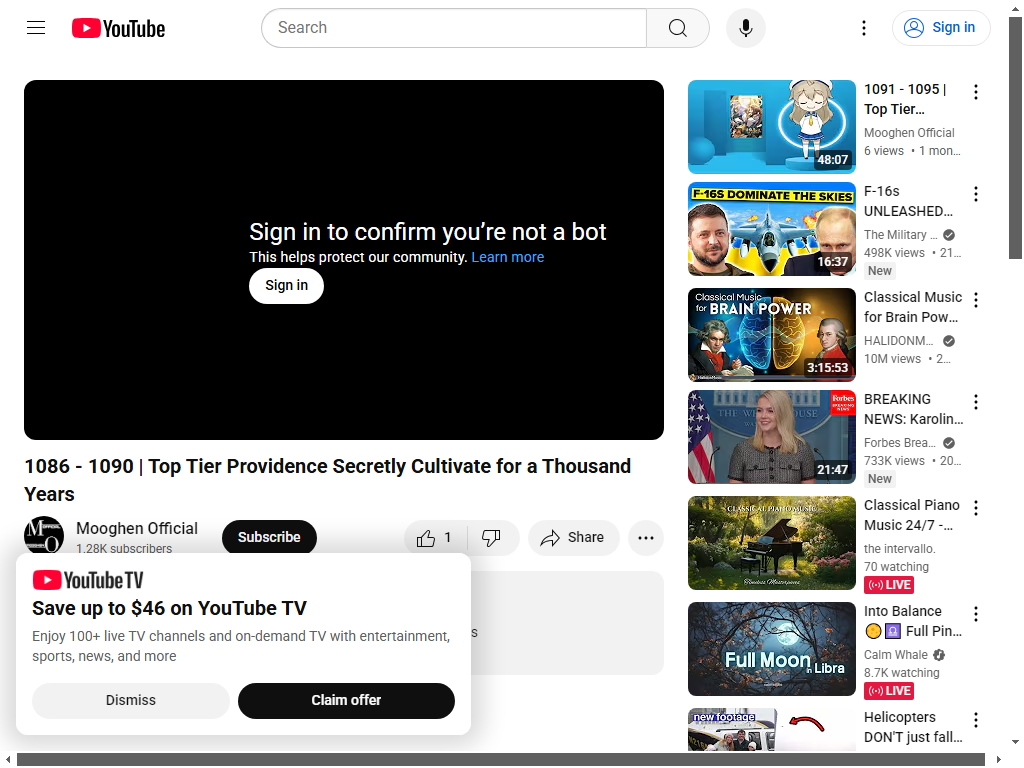 YouTube
Search
Sign in
Sign in to confirm you're not a bot
This helps protect our community. Learn more
Sign in
1086 - 1090 | Top Tier Providence Secretly Cultivate for a Thousand
Years
Mooghen Official
1.28K subscribers
Subscribe
1
Share
YouTube TV
Save up to $46 on YouTube TV
Enjoy 100+ live TV channels and on-demand TV with entertainment,
sports, news, and more
Dismiss
Claim offer
s
48:07
1091 - 1095 |
Top Tier...
Mooghen Official
6 views • 1 mon...
F-16S DOMINATE THE SKIES
16:37
F-16s
UNLEASHED...
The Military ...
498K views • 21...
New
Classical Music
for BRAIN POWER
3:15:53
Classical Music
for Brain Pow...
HALIDONM...
10M views • 2...
THE WHITE HOUSE
Forbes
BREAKING
NEWS
21:47
BREAKING
NEWS: Karolin...
Forbes Brea...
733K views • 20...
New
CLASSICAL PIANO MUSIC
Timeless Masterpieces
Classical Piano
Music 24/7 -...
the intervallo.
70 watching
LIVE
Full Moon
in Libra
Into Balance
Full Pin...
Calm Whale
8.7K watching
LIVE
new footage
Helicopters
DON'T just fall...